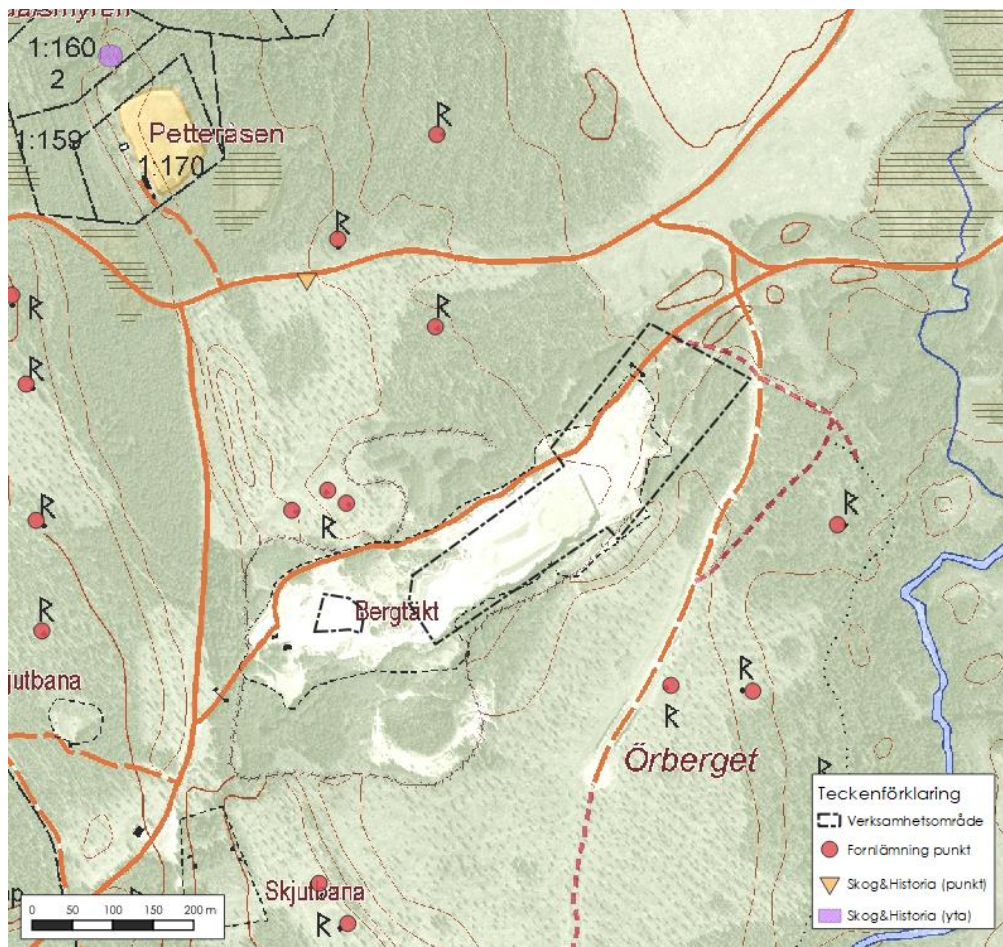 1:160
2
1:159
Petteråsen
1:170
R
R
R
R
R
R
R
R
R
Bergtäkt
jutbana
R
R
Örberget
R
Skjutbana
R
Teckenförklaring
Verksamhetsområde
Fornlämning punkt
Skog&Historia (punkt)
Skog&Historia (yta)
0 50 100 150 200 m